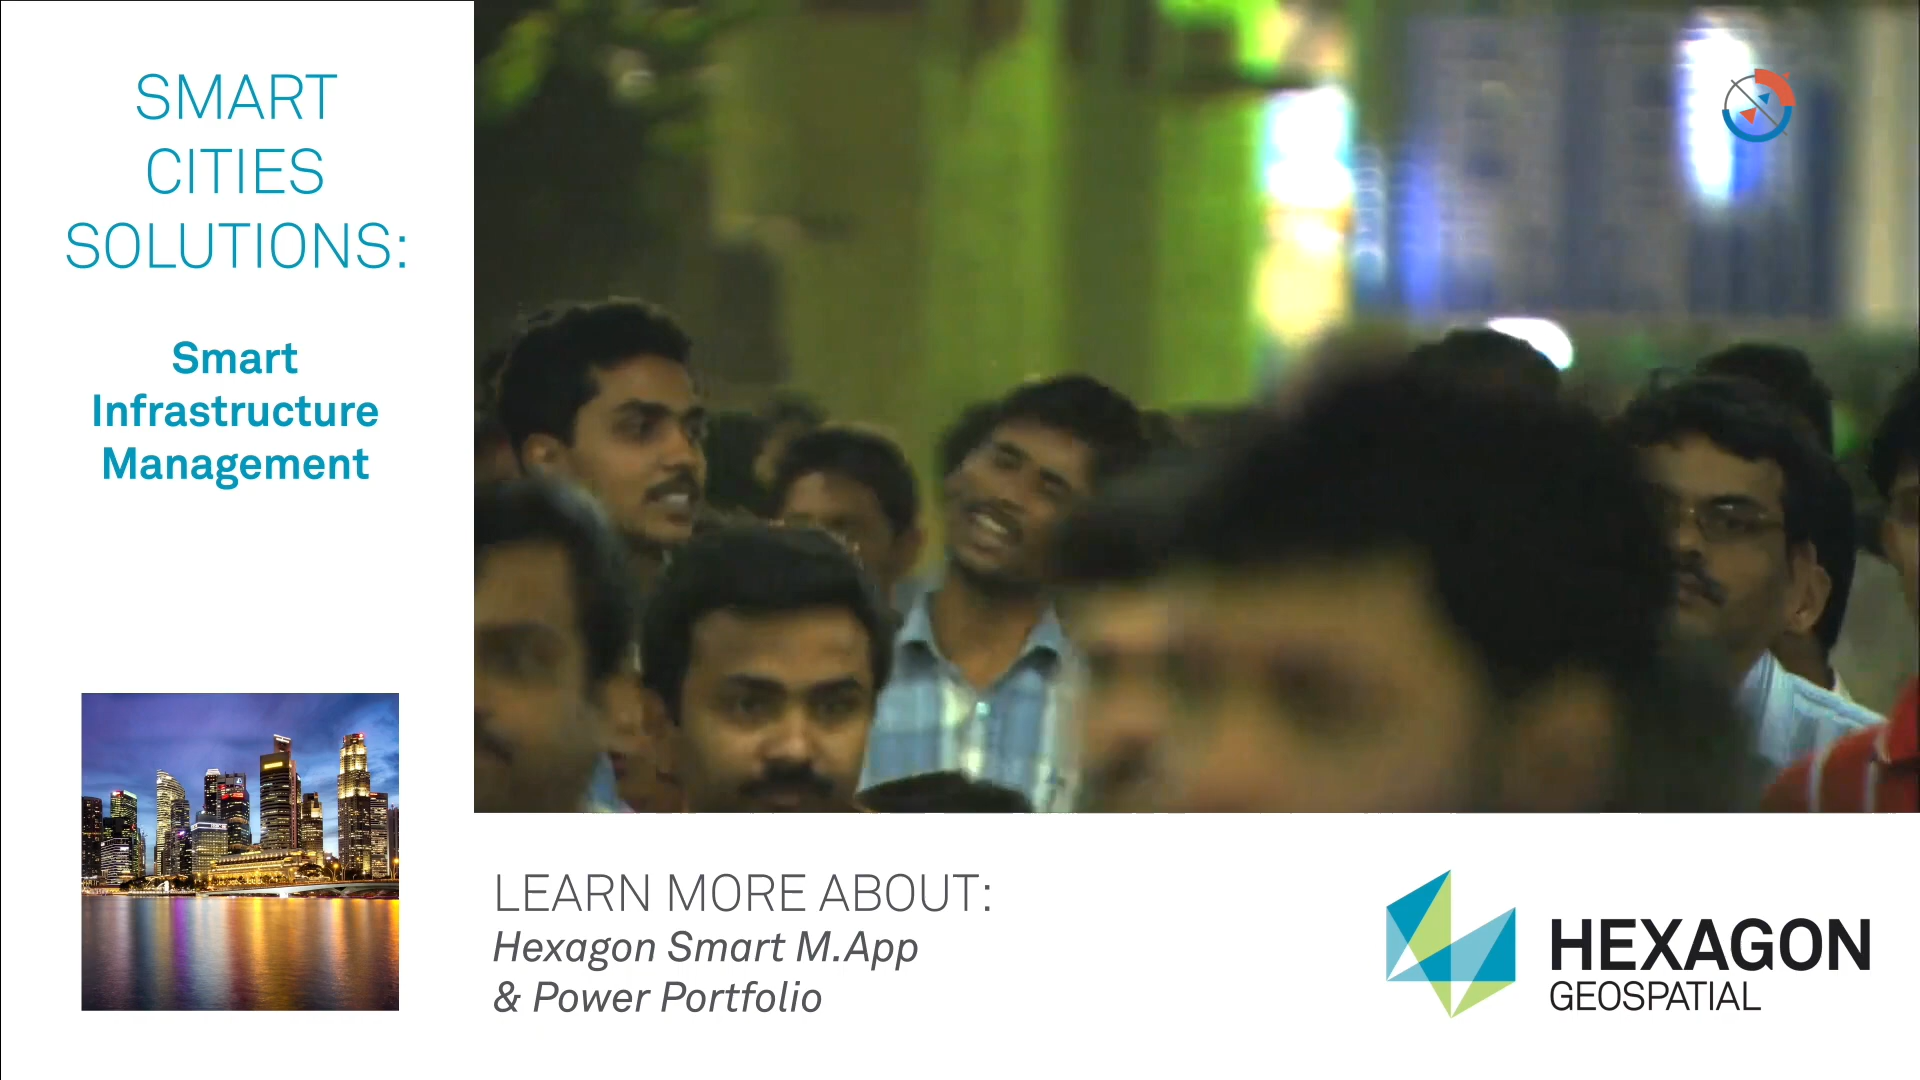 SMART
CITIES
SOLUTIONS:
Smart
Infrastructure
Management
LEARN MORE ABOUT:
Hexagon Smart M.App
& Power Portfolio
HEXAGON
GEOSPATIAL